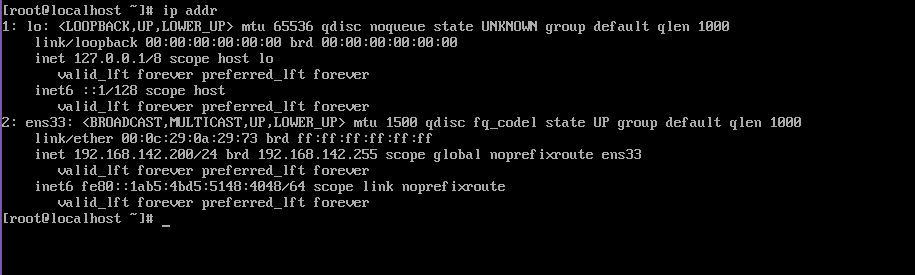 [root@localhost ~]# ip addr
1: lo: <LOOPBACK,UP,LOWER_UP> mtu 65536 qdisc noqueue state UNKNOWN group default qlen 1000
    link/loopback 00:00:00:00:00:00 brd 00:00:00:00:00:00
    inet 127.0.0.1/8 scope host lo
       valid_lft forever preferred_lft forever
    inet6 ::1/128 scope host
       valid_lft forever preferred_lft forever
2: ens33: <BROADCAST,MULTICAST,UP,LOWER_UP> mtu 1500 qdisc fq_codel state UP group default qlen 1000
    link/ether 00:0c:29:0a:29:73 brd ff:ff:ff:ff:ff:ff
    inet 192.168.142.200/24 brd 192.168.142.255 scope global noprefixroute ens33
       valid_lft forever preferred_lft forever
    inet6 fe80::1ab5:4bd5:5148:4048/64 scope link noprefixroute
       valid_lft forever preferred_lft forever
[root@localhost ~]# _